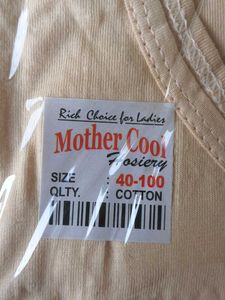 Rich Choice for Ladies
Mother Cool
Hosiery
SIZE : 40-100
QLTY. : COTTON